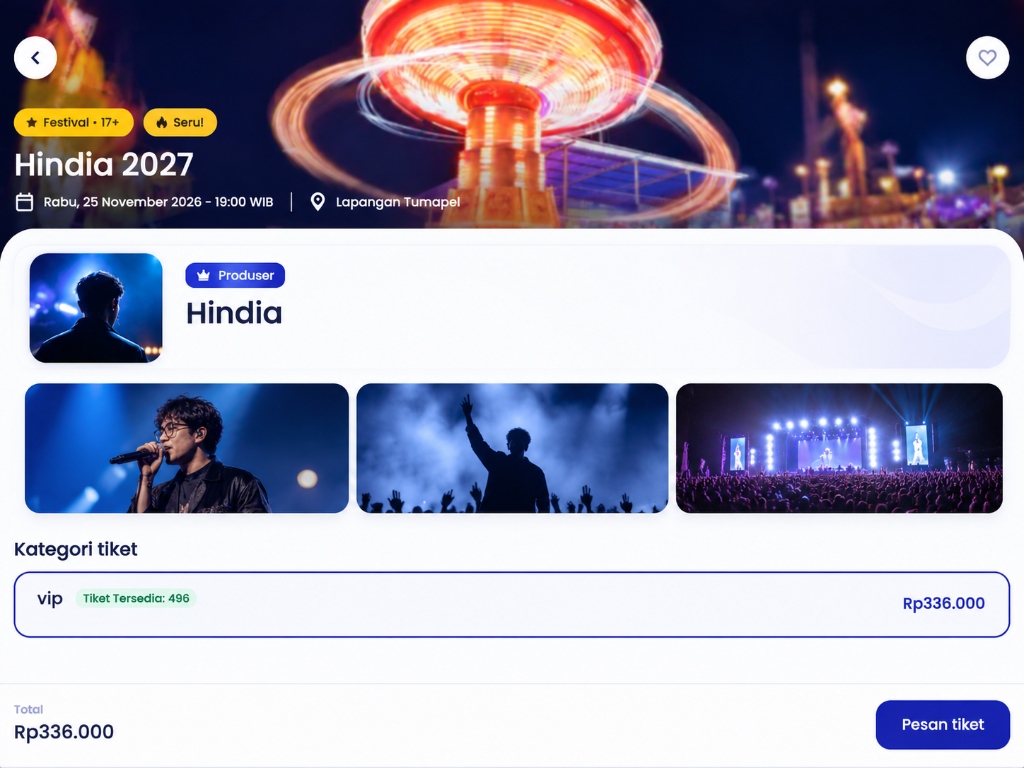 Festival • 17+
Seru!
Hindia 2027
Rabu, 25 November 2026 - 19:00 WIB
Lapangan Tumapel
Produser
Hindia
Kategori tiket
vip
Tiket Tersedia: 496
Rp336.000
Total
Rp336.000
Pesan tiket